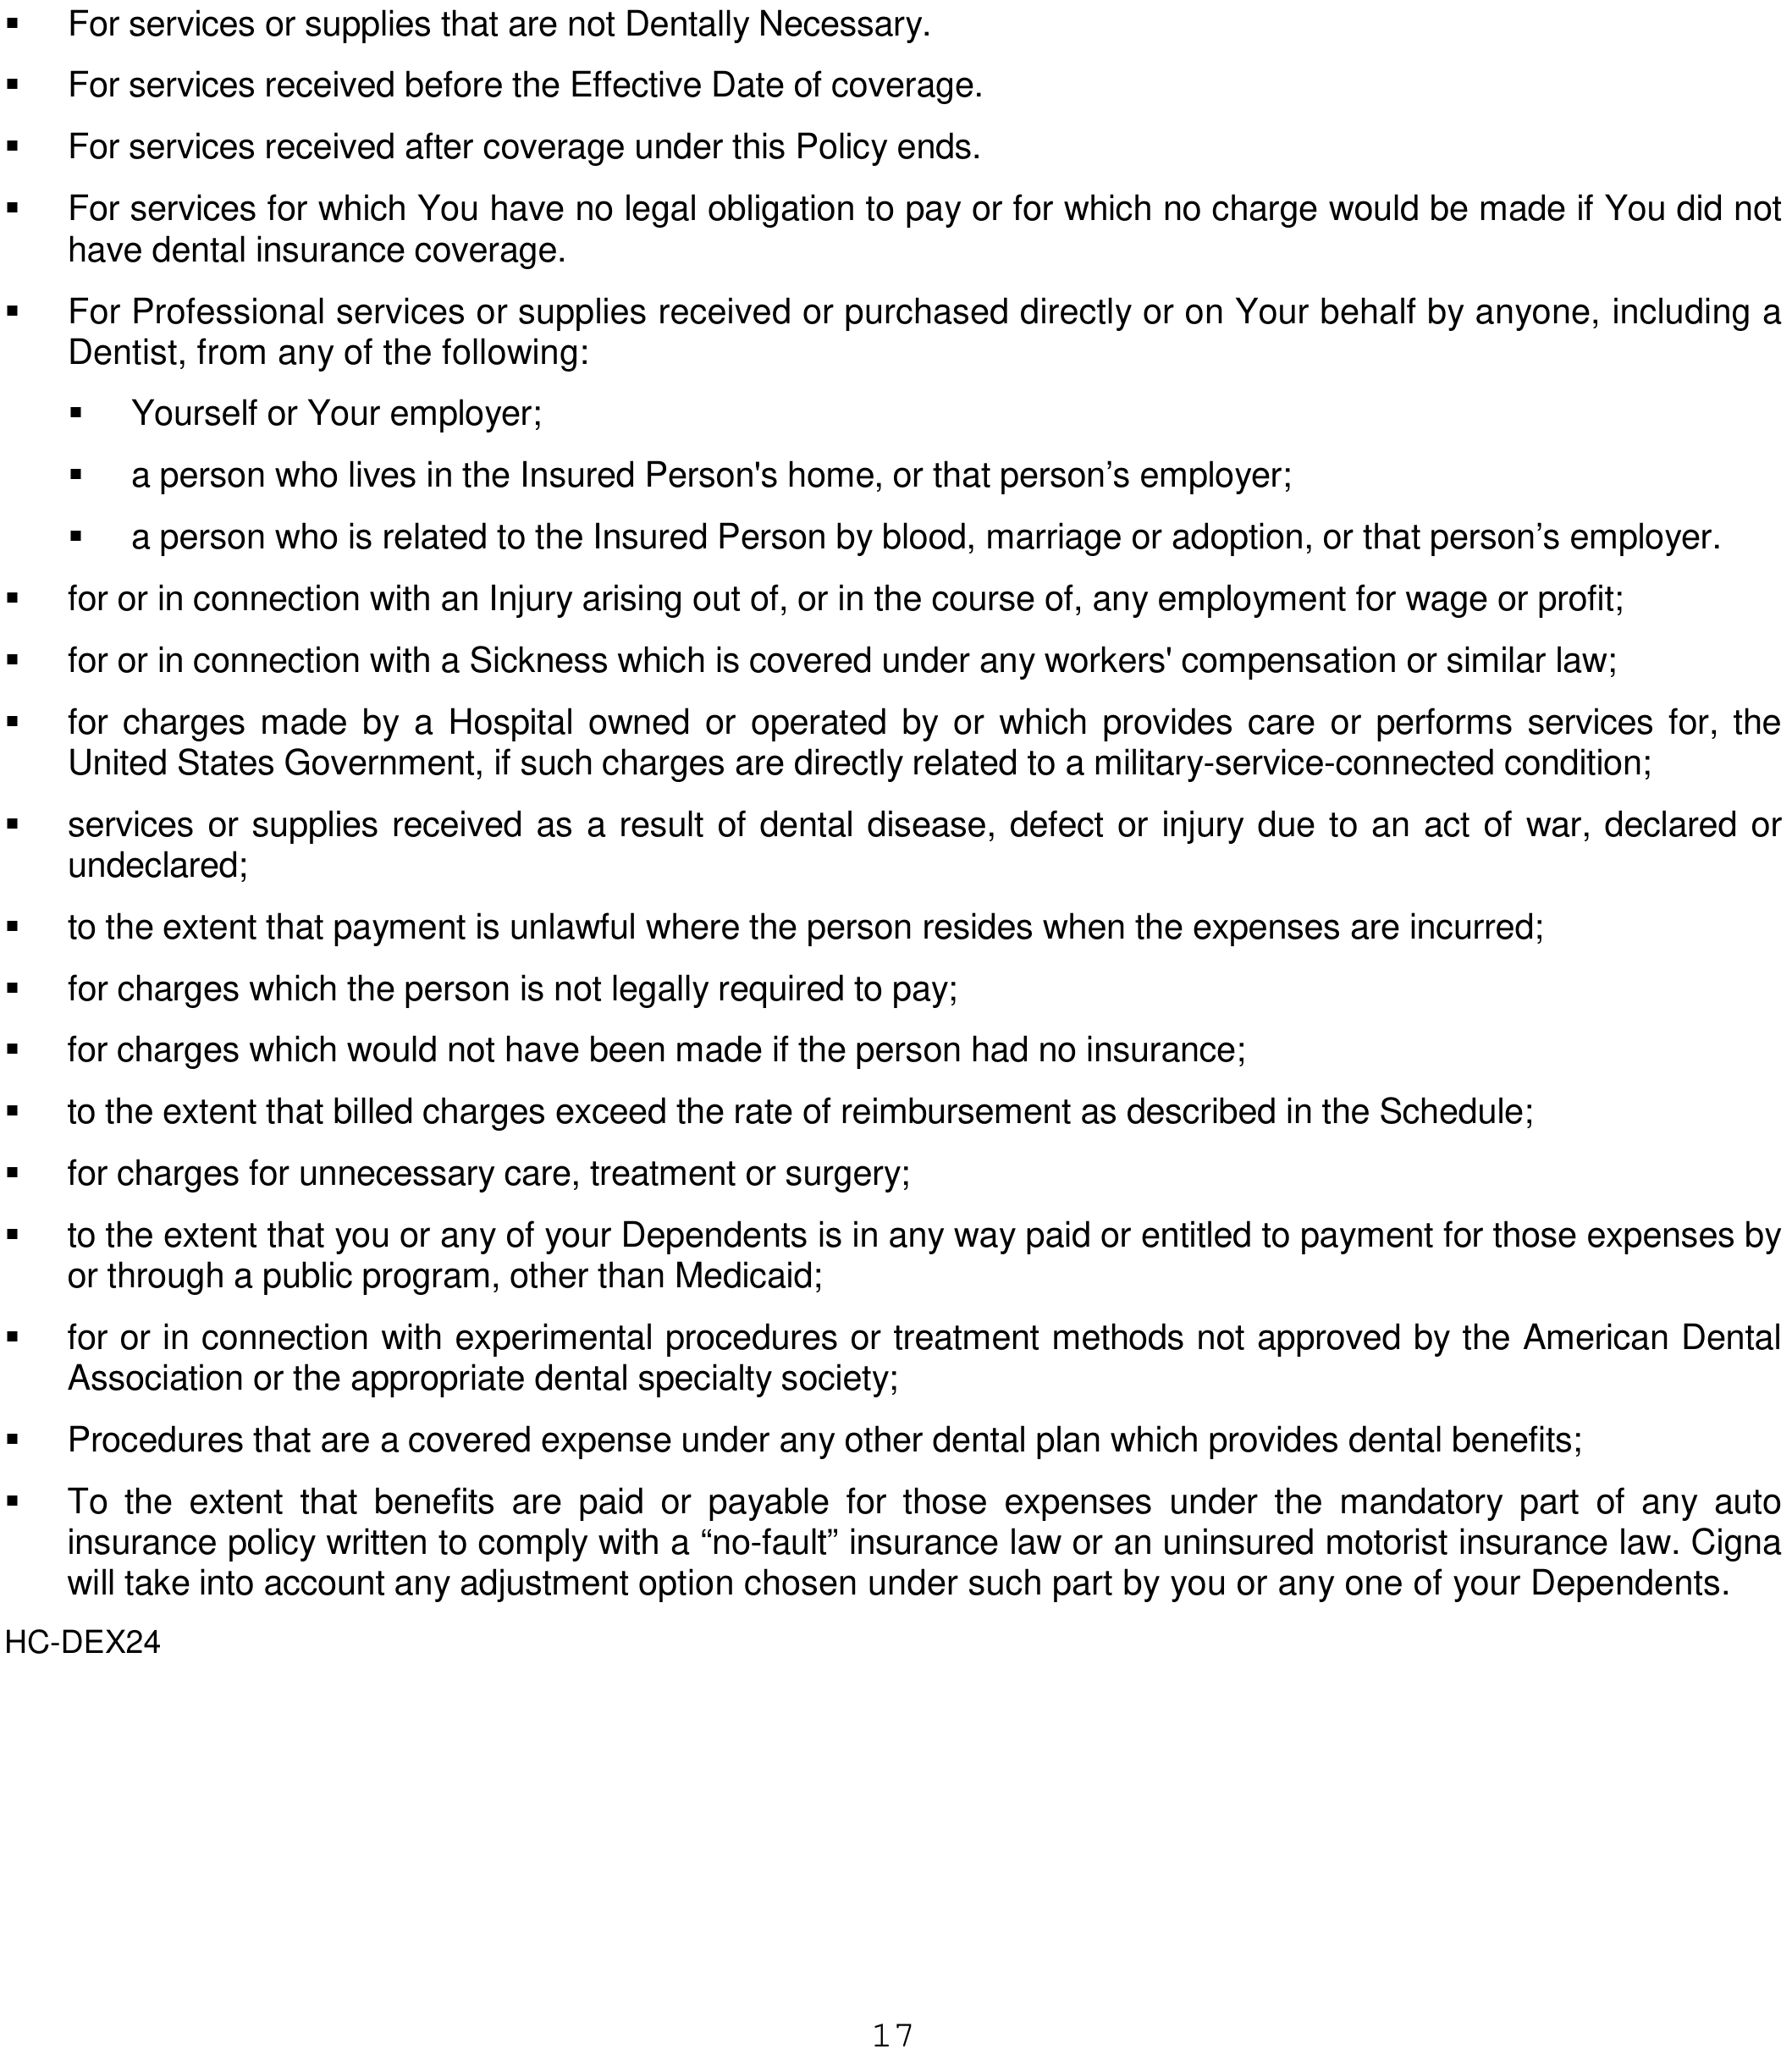 ▪ For services or supplies that are not Dentally Necessary.
▪ For services received before the Effective Date of coverage.
▪ For services received after coverage under this Policy ends.
▪ For services for which You have no legal obligation to pay or for which no charge would be made if You did not
have dental insurance coverage.
▪ For Professional services or supplies received or purchased directly or on Your behalf by anyone, including a
Dentist, from any of the following:
▪ Yourself or Your employer;
▪ a person who lives in the Insured Person's home, or that person’s employer;
▪ a person who is related to the Insured Person by blood, marriage or adoption, or that person’s employer.
▪ for or in connection with an Injury arising out of, or in the course of, any employment for wage or profit;
▪ for or in connection with a Sickness which is covered under any workers' compensation or similar law;
▪ for charges made by a Hospital owned or operated by or which provides care or performs services for, the
United States Government, if such charges are directly related to a military-service-connected condition;
▪ services or supplies received as a result of dental disease, defect or injury due to an act of war, declared or
undeclared;
▪ to the extent that payment is unlawful where the person resides when the expenses are incurred;
▪ for charges which the person is not legally required to pay;
▪ for charges which would not have been made if the person had no insurance;
▪ to the extent that billed charges exceed the rate of reimbursement as described in the Schedule;
▪ for charges for unnecessary care, treatment or surgery;
▪ to the extent that you or any of your Dependents is in any way paid or entitled to payment for those expenses by
or through a public program, other than Medicaid;
▪ for or in connection with experimental procedures or treatment methods not approved by the American Dental
Association or the appropriate dental specialty society;
▪ Procedures that are a covered expense under any other dental plan which provides dental benefits;
▪ To the extent that benefits are paid or payable for those expenses under the mandatory part of any auto
insurance policy written to comply with a “no-fault” insurance law or an uninsured motorist insurance law. Cigna
will take into account any adjustment option chosen under such part by you or any one of your Dependents.
HC-DEX24
17